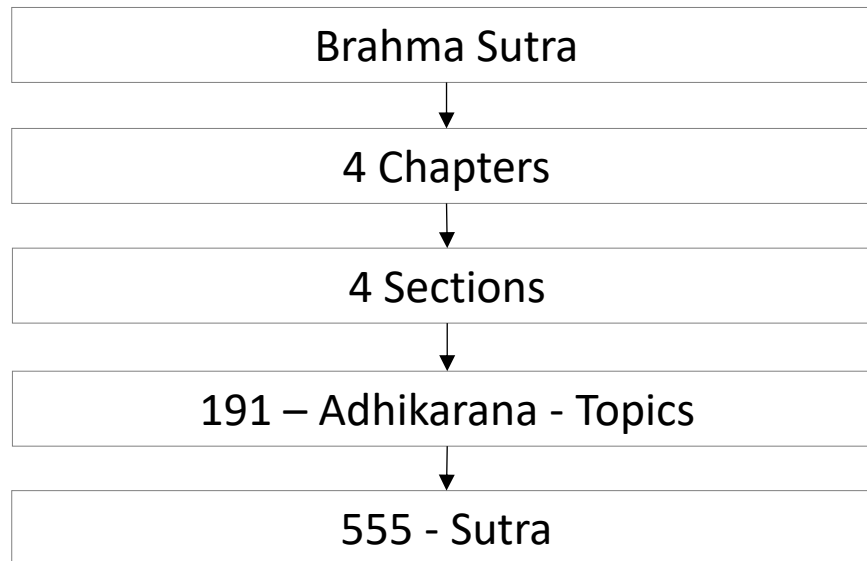 Brahma Sutra
4 Chapters
4 Sections
191 – Adhikarana - Topics
555 - Sutra